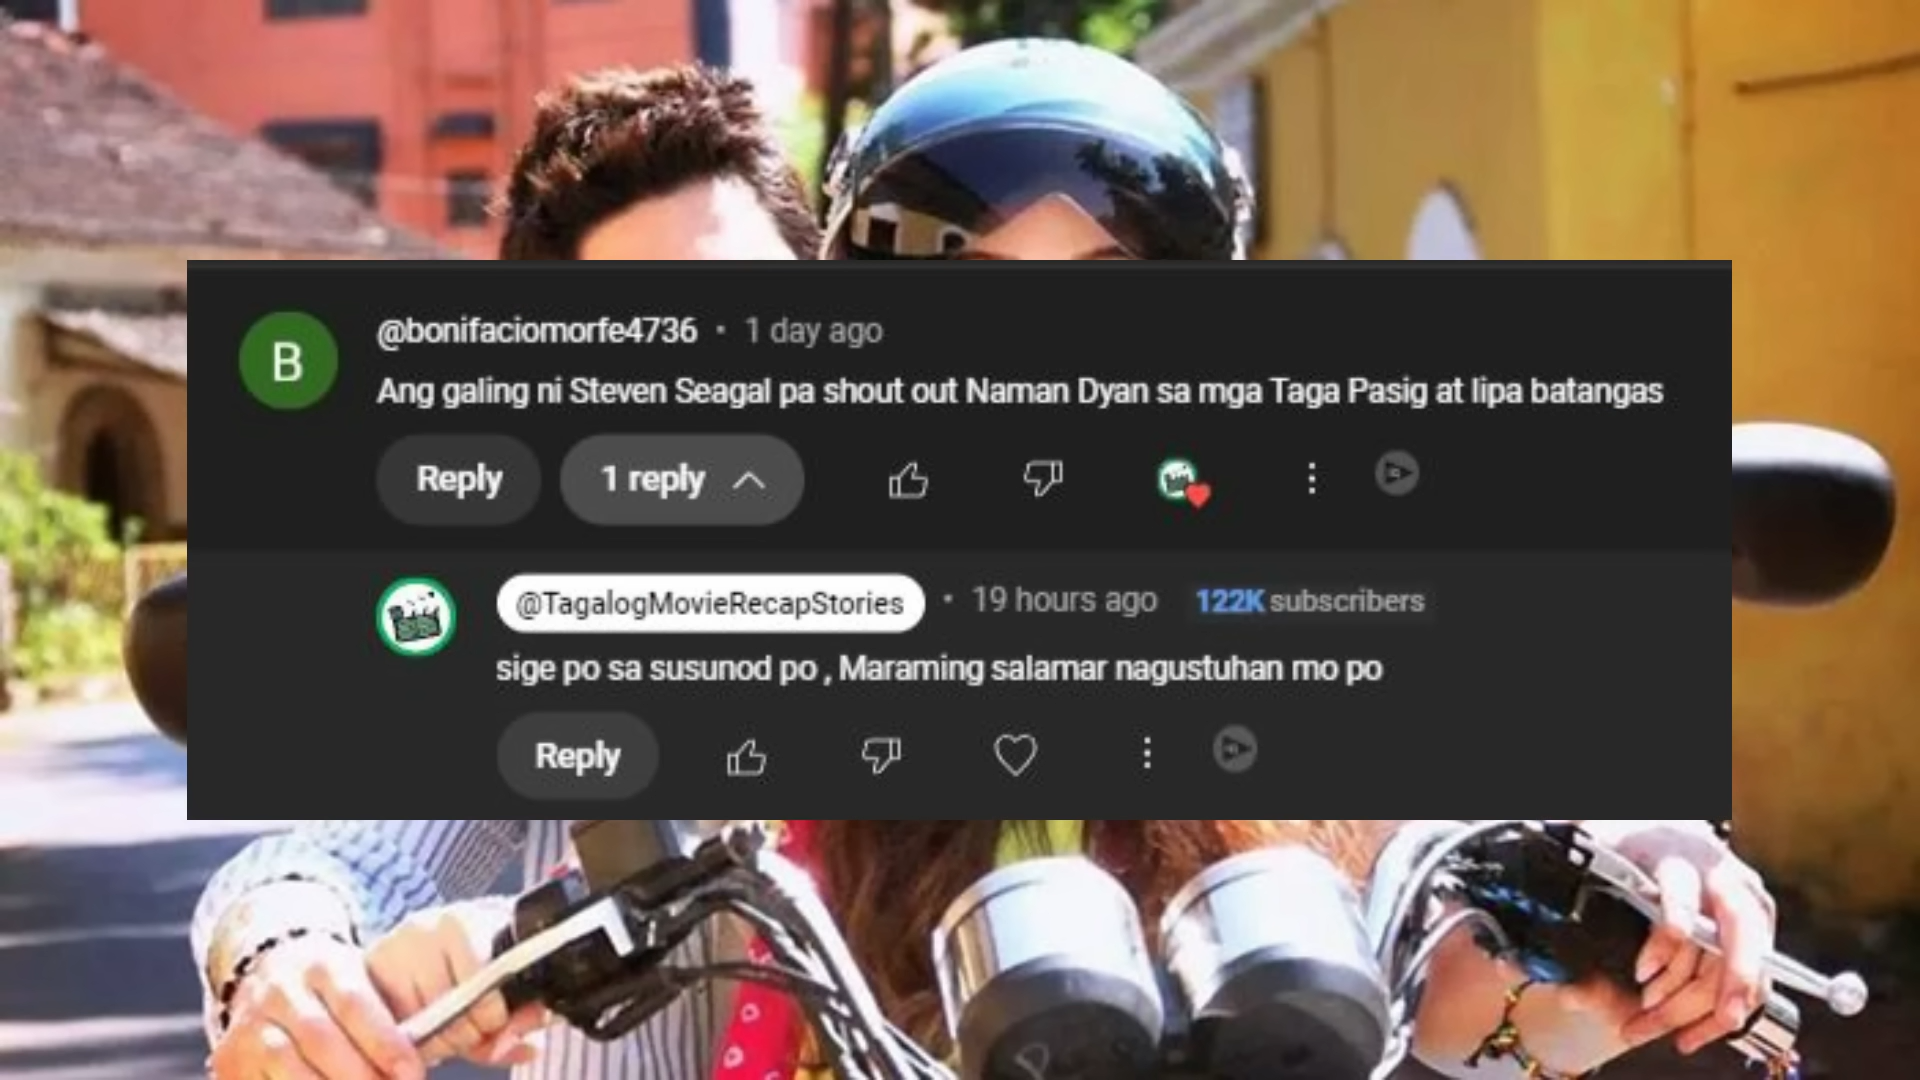 B
@bonifaciomorfe4736 • 1 day ago
Ang galing ni Steven Seagal pa shout out Naman Dyan sa mga Taga Pasig at lipa batangas
Reply
1 reply
@TagalogMovieRecapStories • 19 hours ago 122K subscribers
sige po sa susunod po , Maraming salamar nagustuhan mo po
Reply